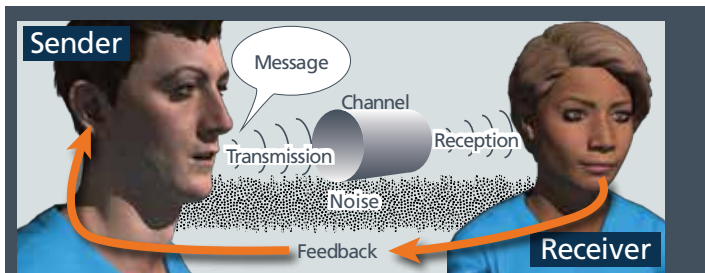 Sender
Message
Channel
Transmission
Reception
Noise
Feedback
Receiver